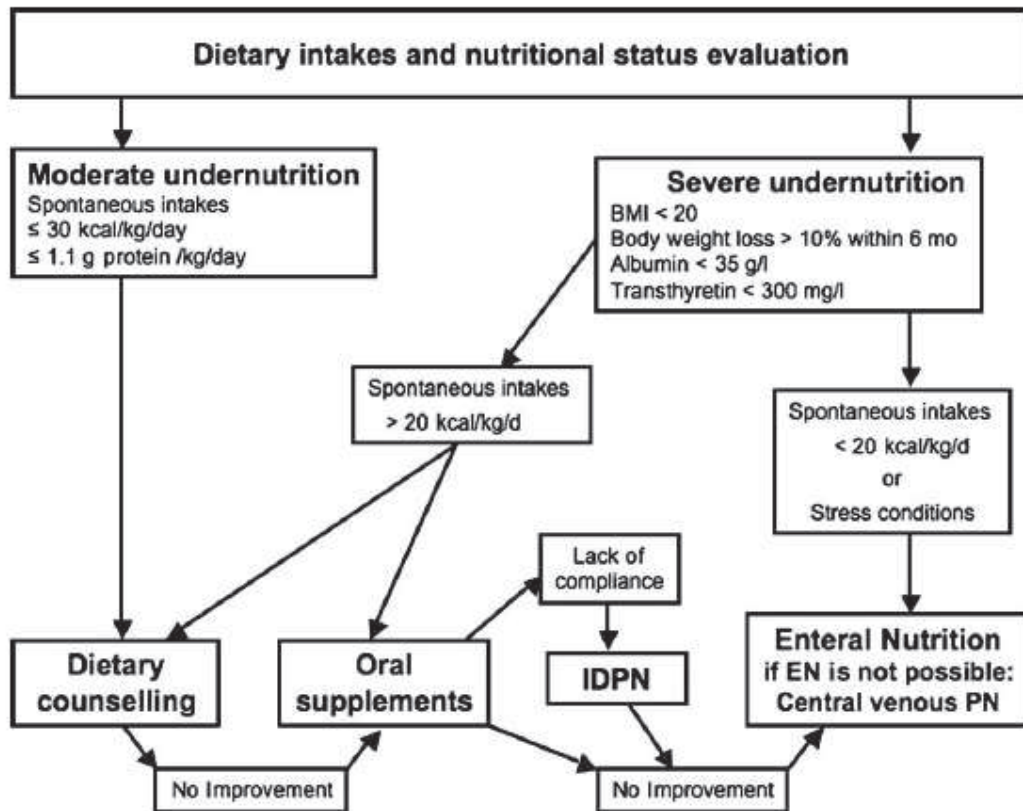 Dietary intakes and nutritional status evaluation
Moderate undernutrition
Spontaneous intakes
≤ 30 kcal/kg/day
≤ 1.1 g protein /kg/day
Severe undernutrition
BMI < 20
Body weight loss > 10% within 6 mo
Albumin < 35 g/l
Transthyretin < 300 mg/l
Spontaneous intakes
> 20 kcal/kg/d
Spontaneous intakes
< 20 kcal/kg/d
or
Stress conditions
Lack of
compliance
Dietary
counselling
Oral
supplements
IDPN
Enteral Nutrition
if EN is not possible:
Central venous PN
No Improvement
No Improvement